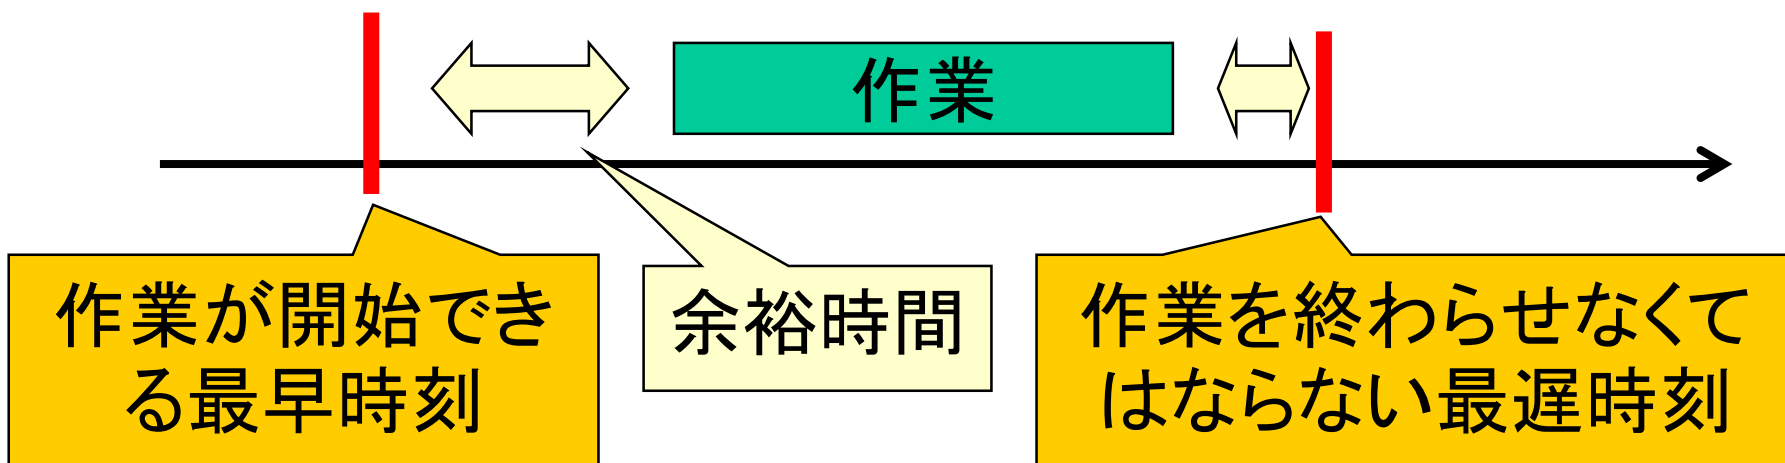 作業
作業が開始でき
る最早時刻
余裕時間
作業を終わらせなくて
はならない最遅時刻